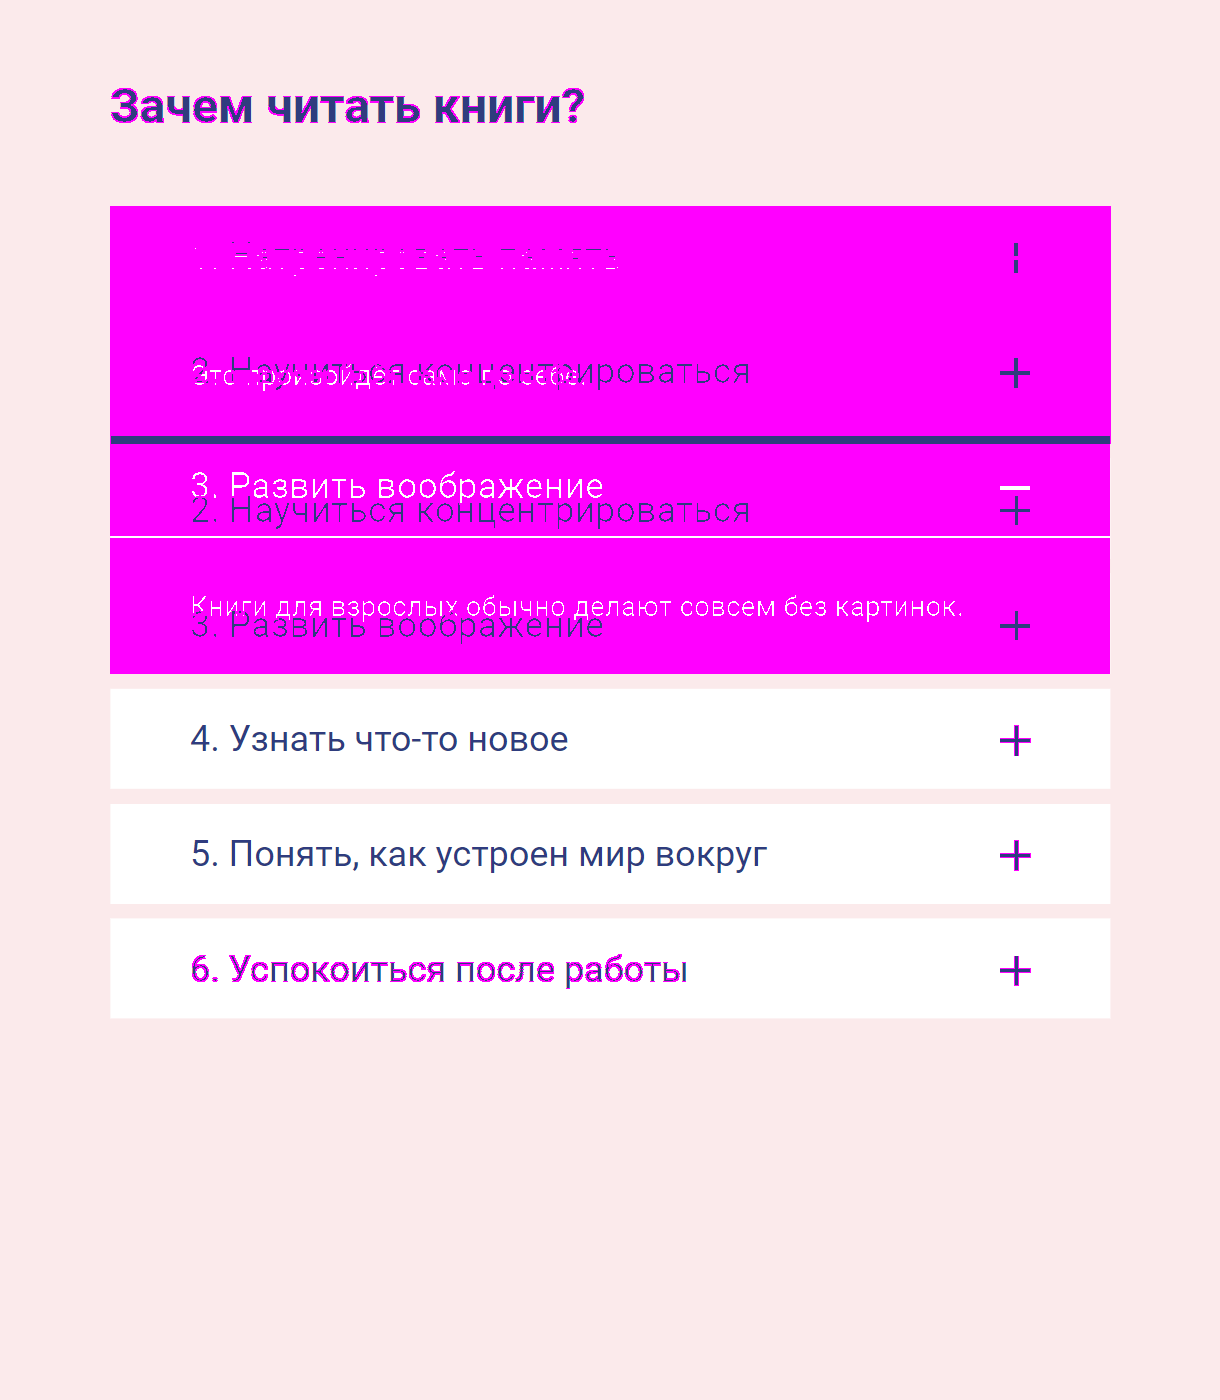 Зачем читать книги?
1. Натренировать память
2. Научиться концентрироваться
Это произойдет само по себе.
3. Развить воображение
2. Научиться концентрироваться
Книги для взрослых обычно делают совсем без картинок.
3. Развить воображение
4. Узнать что-то новое
5. Понять, как устроен мир вокруг
6. Успокоиться после работы